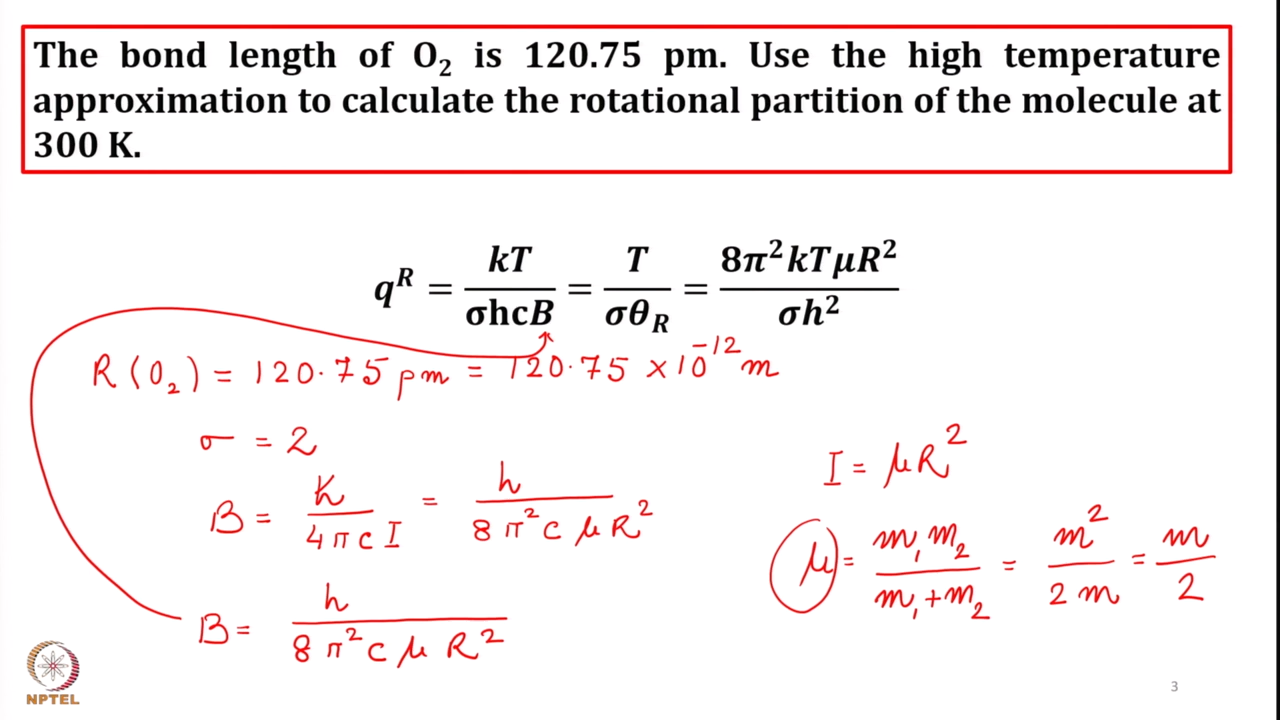 The bond length of O₂ is 120.75 pm. Use the high temperature
approximation to calculate the rotational partition of the molecule at
300 K.
qᴿ = kT/σhcB = T/σθ_R = 8π²kTμR²/σh²
R(O₂) = 120.75 pm = 120.75 × 10⁻¹² m
σ = 2
I = μR²
B = ħ/4πcI = h/8π²cμR²
μ = m₁m₂/m₁+m₂ = m²/2m = m/2
B = h/8π²cμR²
NPTEL
3